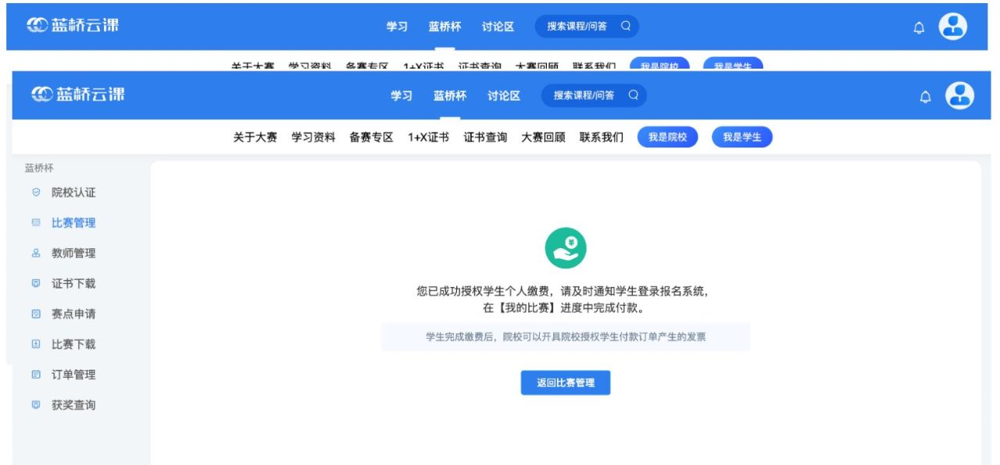 蓝桥云课
学习 蓝桥杯 讨论区 搜索课程/问答
关于大赛 学习资料 备赛专区 1+X证书 证书查询 大赛回顾 联系我们 我是院校 我是学生
蓝桥云课
学习 蓝桥杯 讨论区 搜索课程/问答
关于大赛 学习资料 备赛专区 1+X证书 证书查询 大赛回顾 联系我们 我是院校 我是学生
蓝桥杯
院校认证
比赛管理
教师管理
证书下载
赛点申请
比赛下载
订单管理
获奖查询
您已成功授权学生个人缴费，请及时通知学生登录报名系统，
在【我的比赛】进度中完成付款。
学生完成缴费后，院校可以开具院校授权学生付款订单产生的发票
返回比赛管理